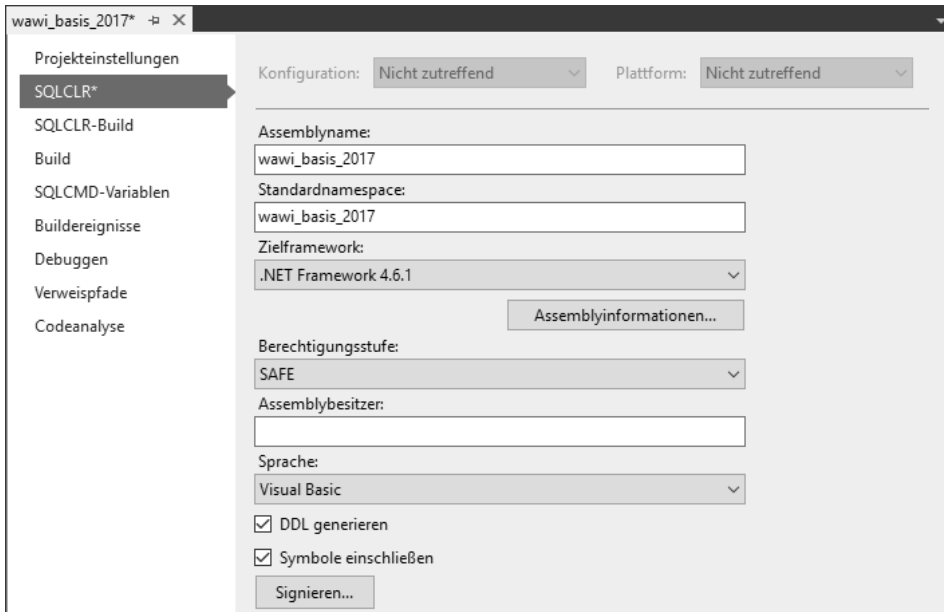 wawi_basis_2017*
Projekteinstellungen
SQLCLR*
SQLCLR-Build
Build
SQLCMD-Variablen
Buildereignisse
Debuggen
Verweispfade
Codeanalyse
Konfiguration: Nicht zutreffend Plattform: Nicht zutreffend
Assemblyname:
wawi_basis_2017
Standardnamespace:
wawi_basis_2017
Zielframework:
.NET Framework 4.6.1
Assemblyinformationen...
Berechtigungsstufe:
SAFE
Assemblybesitzer:
Sprache:
Visual Basic
DDL generieren
Symbole einschließen
Signieren...